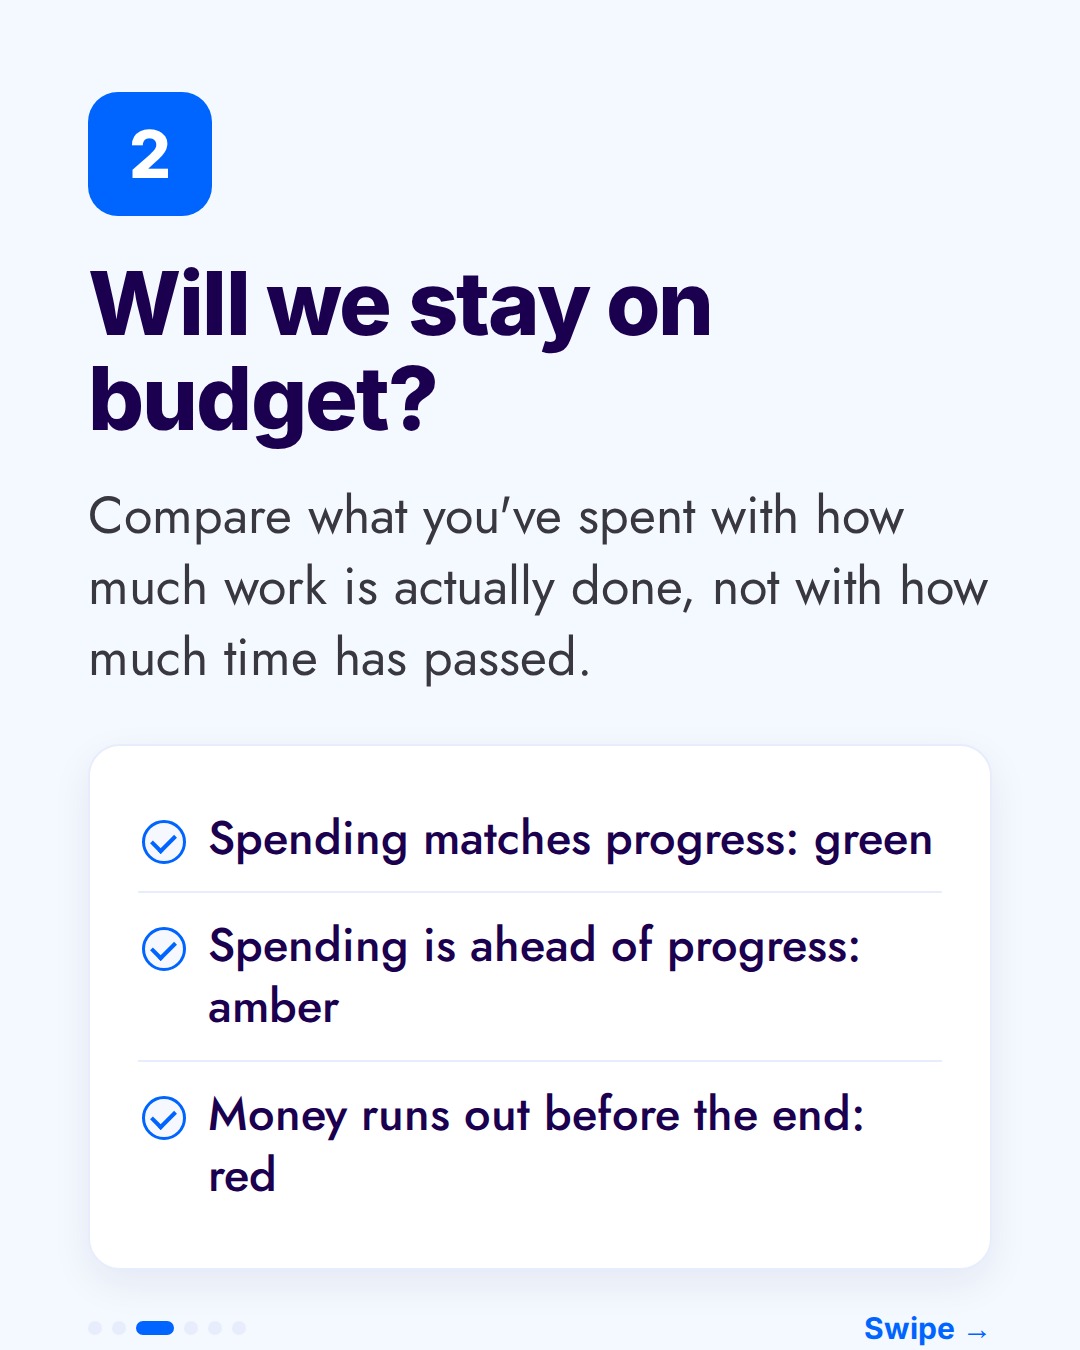 2
Will we stay on
budget?
Compare what you've spent with how
much work is actually done, not with how
much time has passed.
Spending matches progress: green
Spending is ahead of progress:
amber
Money runs out before the end:
red
Swipe →